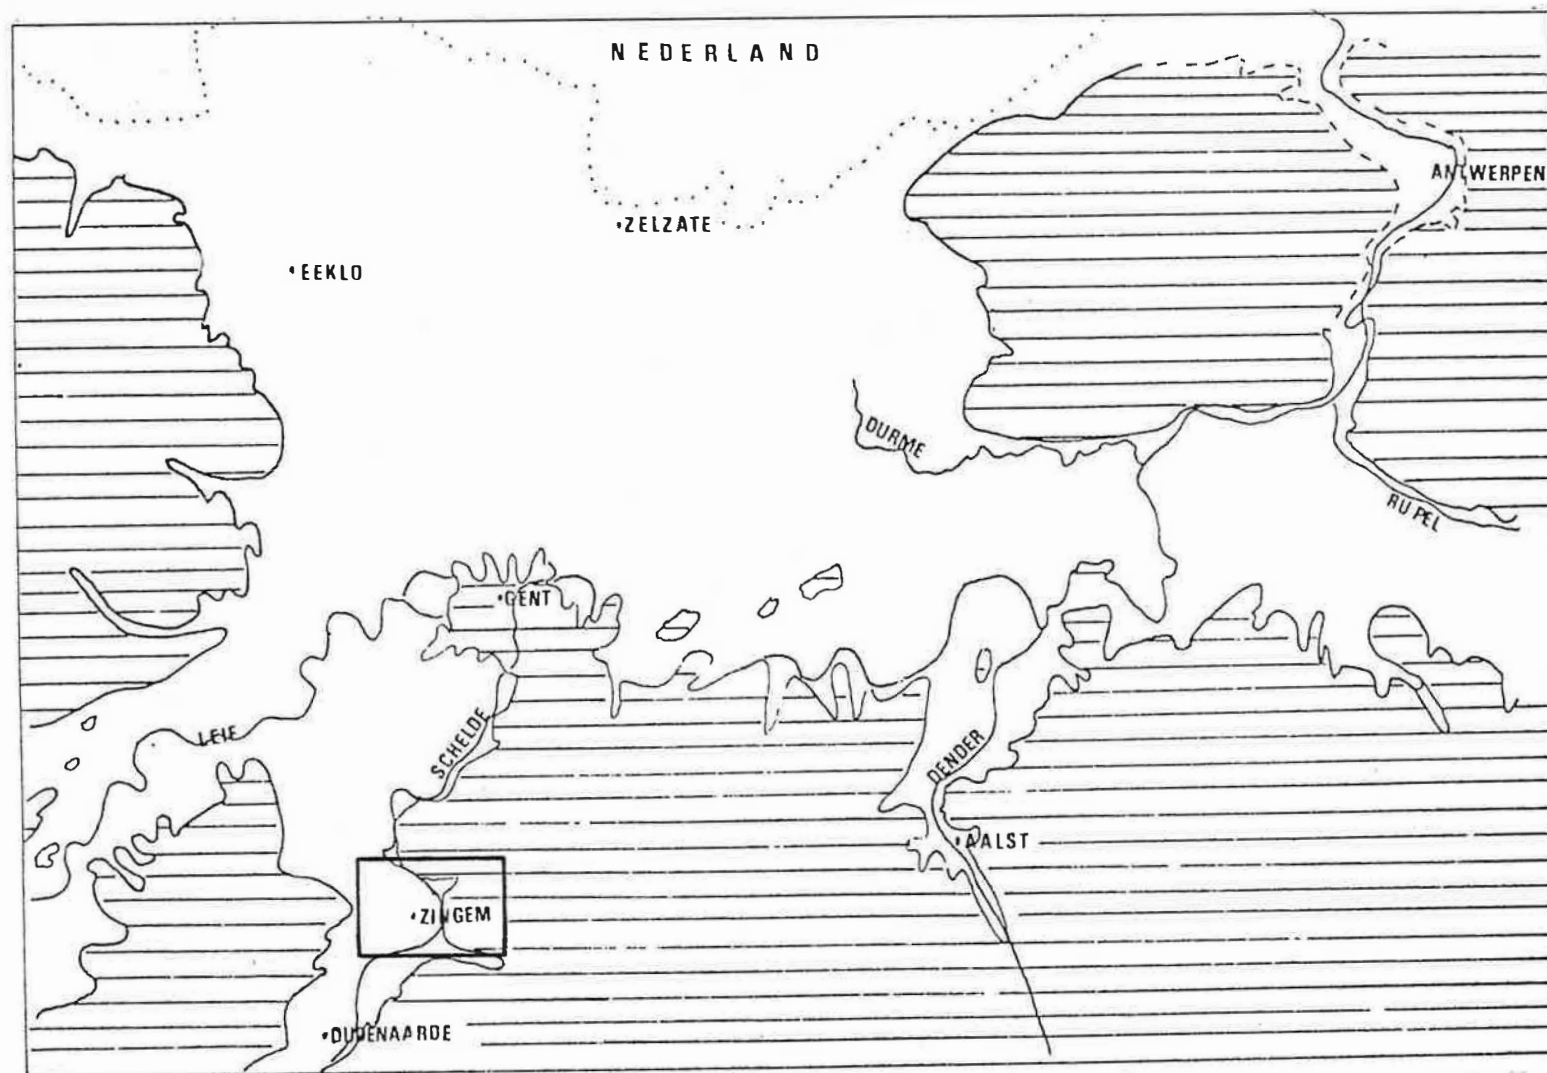 NEDERLAND
ANTWERPEN
ZELZATE
EEKLO
DURME
RUPEL
GENT
LEIE
SCHELDE
DENDER
AALST
ZINGEM
OUDENAARDE